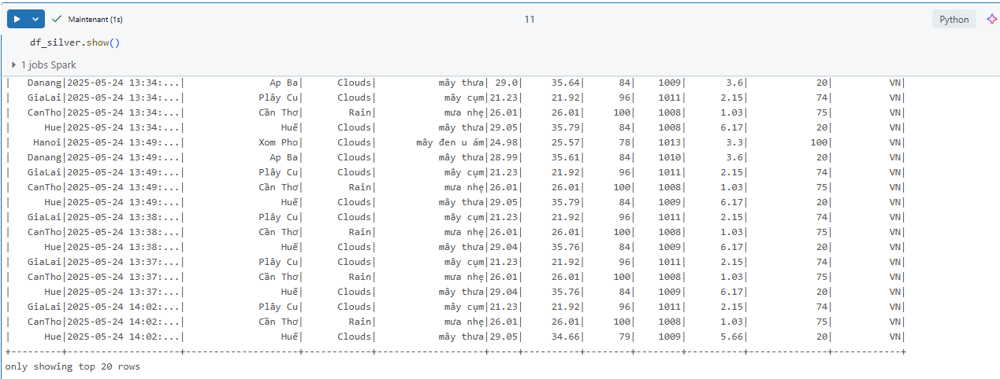 Maintenant (1s)
11
Python
df_silver.show()
1 jobs Spark
| Danang|2025-05-24 13:34:...| Ap Ba| Clouds| mây thưa| 29.0| 35.64| 84| 1009| 3.6| 20| VN|
| GiaLai|2025-05-24 13:34:...| Plây Cu| Clouds| mây cụm|21.23| 21.92| 96| 1011| 2.15| 74| VN|
| CanTho|2025-05-24 13:34:...| Cần Thơ| Rain| mưa nhẹ|26.01| 26.01| 100| 1008| 1.03| 75| VN|
| Hue|2025-05-24 13:34:...| Huế| Clouds| mây thưa|29.05| 35.79| 84| 1008| 6.17| 20| VN|
| Hanoi|2025-05-24 13:49:...| Xom Pho| Clouds| mây đen u ám|24.98| 25.57| 78| 1013| 3.3| 100| VN|
| Danang|2025-05-24 13:49:...| Ap Ba| Clouds| mây thưa|28.99| 35.61| 84| 1010| 3.6| 20| VN|
| GiaLai|2025-05-24 13:49:...| Plây Cu| Clouds| mây cụm|21.23| 21.92| 96| 1011| 2.15| 74| VN|
| CanTho|2025-05-24 13:49:...| Cần Thơ| Rain| mưa nhẹ|26.01| 26.01| 100| 1008| 1.03| 75| VN|
| Hue|2025-05-24 13:49:...| Huế| Clouds| mây thưa|29.05| 35.79| 84| 1009| 6.17| 20| VN|
| GiaLai|2025-05-24 13:38:...| Plây Cu| Clouds| mây cụm|21.23| 21.92| 96| 1011| 2.15| 74| VN|
| CanTho|2025-05-24 13:38:...| Cần Thơ| Rain| mưa nhẹ|26.01| 26.01| 100| 1008| 1.03| 75| VN|
| Hue|2025-05-24 13:38:...| Huế| Clouds| mây thưa|29.04| 35.76| 84| 1009| 6.17| 20| VN|
| GiaLai|2025-05-24 13:37:...| Plây Cu| Clouds| mây cụm|21.23| 21.92| 96| 1011| 2.15| 74| VN|
| CanTho|2025-05-24 13:37:...| Cần Thơ| Rain| mưa nhẹ|26.01| 26.01| 100| 1008| 1.03| 75| VN|
| Hue|2025-05-24 13:37:...| Huế| Clouds| mây thưa|29.04| 35.76| 84| 1009| 6.17| 20| VN|
| GiaLai|2025-05-24 14:02:...| Plây Cu| Clouds| mây cụm|21.23| 21.92| 96| 1011| 2.15| 74| VN|
| CanTho|2025-05-24 14:02:...| Cần Thơ| Rain| mưa nhẹ|26.01| 26.01| 100| 1008| 1.03| 75| VN|
| Hue|2025-05-24 14:02:...| Huế| Clouds| mây thưa|29.05| 34.66| 79| 1009| 5.66| 20| VN|
+---------+--------------------+--------------------+------------+-------------------+-----+----------+--------+--------+----------+--------------+------------+
only showing top 20 rows